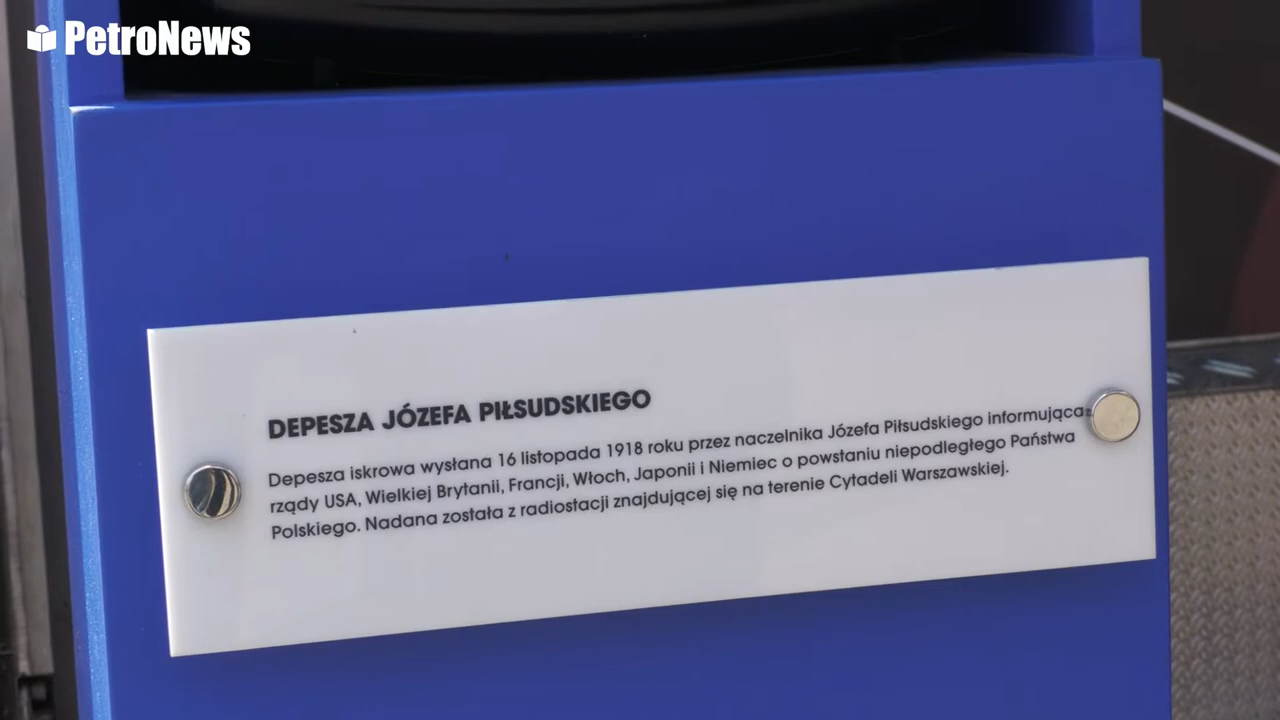 PetroNews
DEPESZA JÓZEFA PIŁSUDSKIEGO
Depesza iskrowa wysłana 16 listopada 1918 roku przez naczelnika Józefa Piłsudskiego informująca
rządy USA, Wielkiej Brytanii, Francji, Włoch, Japonii i Niemiec o powstaniu niepodległego Państwa
Polskiego. Nadana została z radiostacji znajdującej się na terenie Cytadeli Warszawskiej.